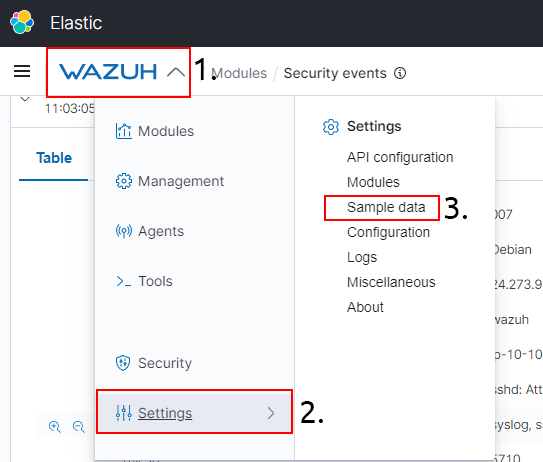 Elastic
WAZUH 1. Modules / Security events
11:03:05
Table
Modules
Management
Agents
Tools
Security
Settings 2.
Settings
API configuration
Modules
Sample data 3.
Configuration
Logs
Miscellaneous
About
007
Debian
24.273.9
wazuh
sshd: Att
syslog, ss
5710